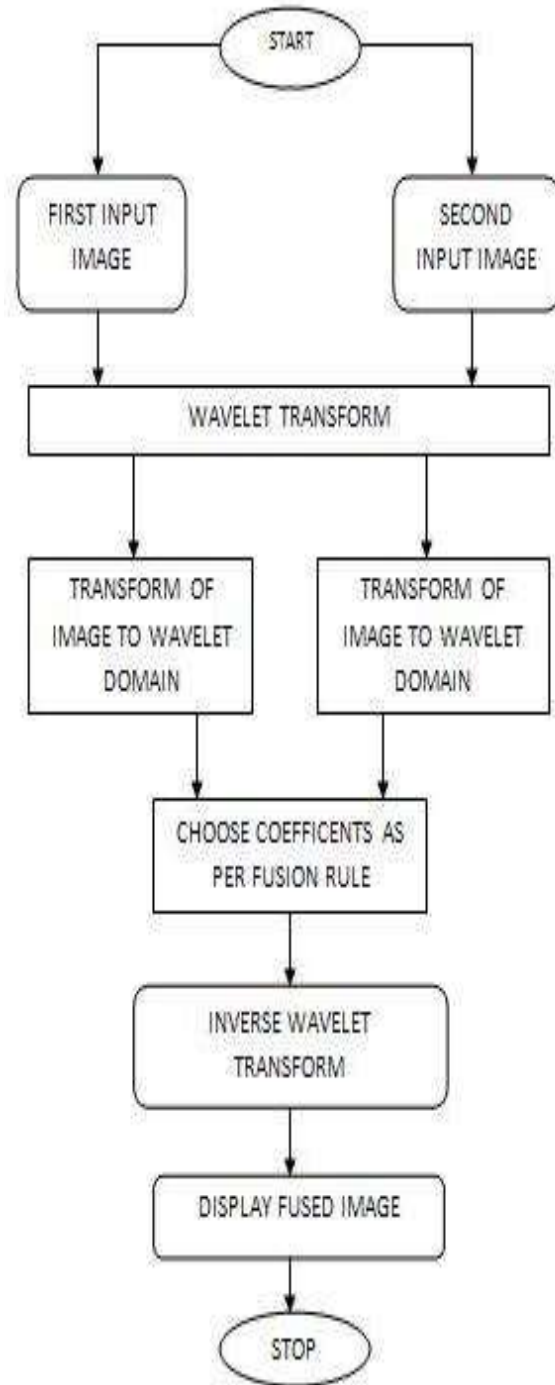 START
FIRST INPUT
IMAGE
SECOND
INPUT IMAGE
WAVELET TRANSFORM
TRANSFORM OF
IMAGE TO WAVELET
DOMAIN
TRANSFORM OF
IMAGE TO WAVELET
DOMAIN
CHOOSE COEFFICENTS AS
PER FUSION RULE
INVERSE WAVELET
TRANSFORM
DISPLAY FUSED IMAGE
STOP